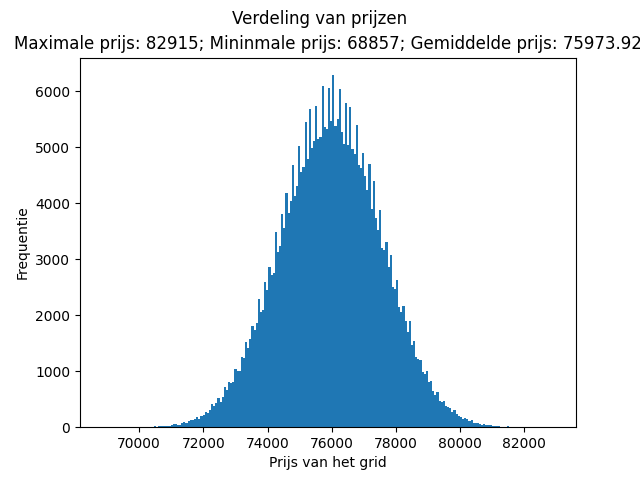 Verdeling van prijzen
Maximale prijs: 82915; Mininmale prijs: 68857; Gemiddelde prijs: 75973.92
6000
5000
4000
3000
2000
1000
0
Frequentie
70000 72000 74000 76000 78000 80000 82000
Prijs van het grid